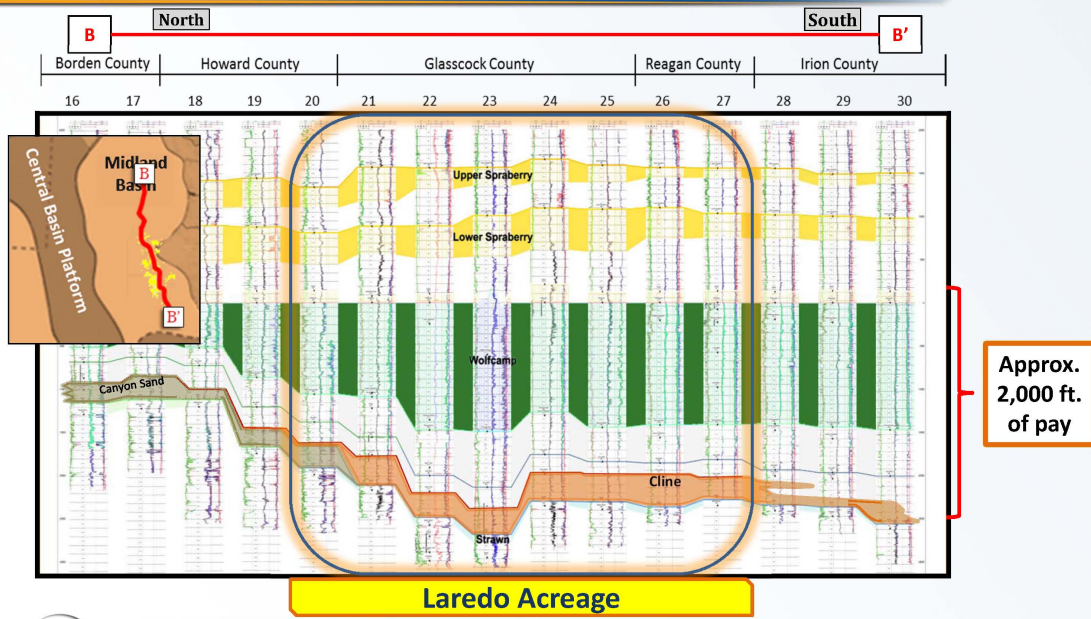 North
South
B
B'
Borden County
Howard County
Glasscock County
Reagan County
Irion County
16 17 18 19 20 21 22 23 24 25 26 27 28 29 30
Central Basin Platform
Midland
Basin
B
B'
Upper Spraberry
Lower Spraberry
Wolfcamp
Canyon Sand
Cline
Strawn
Approx.
2,000 ft.
of pay
Laredo Acreage